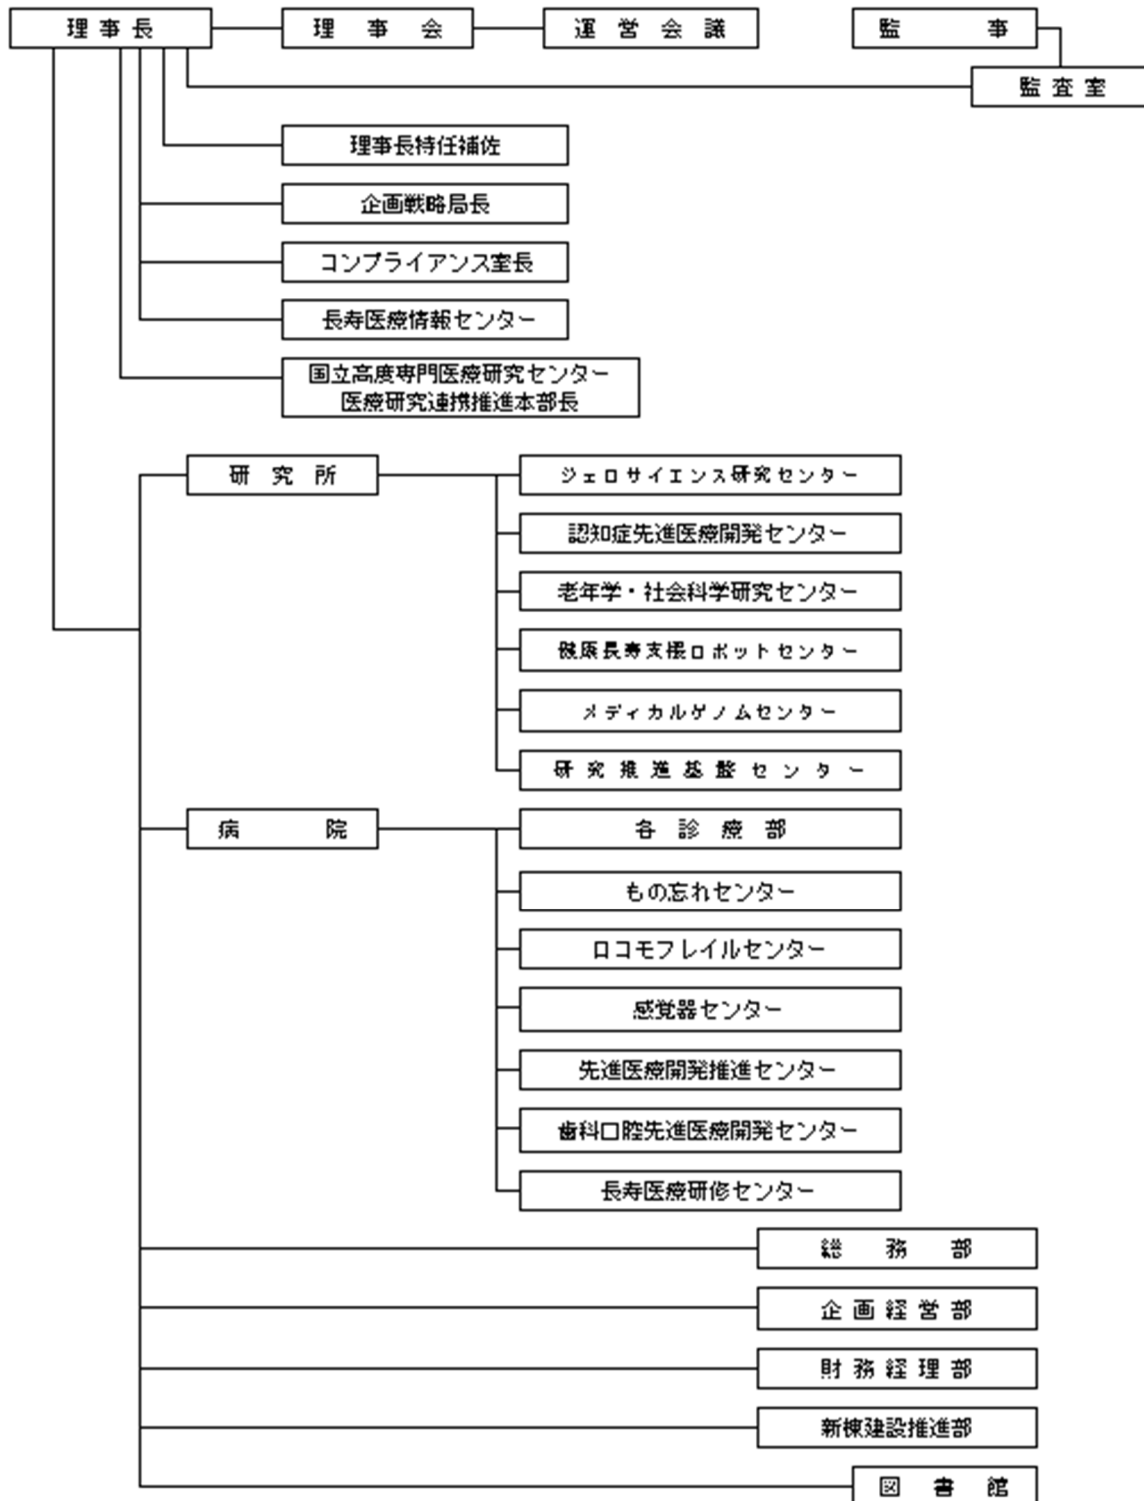 理事長 理事会 運営会議 監事
監査室
理事長特任補佐
企画戦略局長
コンプライアンス室長
長寿医療情報センター
国立高度専門医療研究センター
医療研究連携推進本部長
研究所 ジェロサイエンス研究センター
認知症先進医療開発センター
老年学・社会科学研究センター
健康長寿支援ロボットセンター
メディカルゲノムセンター
研究推進基盤センター
病院 各診療部
もの忘れセンター
ロコモフレイルセンター
感覚器センター
先進医療開発推進センター
歯科口腔先進医療開発センター
長寿医療研修センター
総務部
企画経営部
財務経理部
新棟建設推進部
図書館